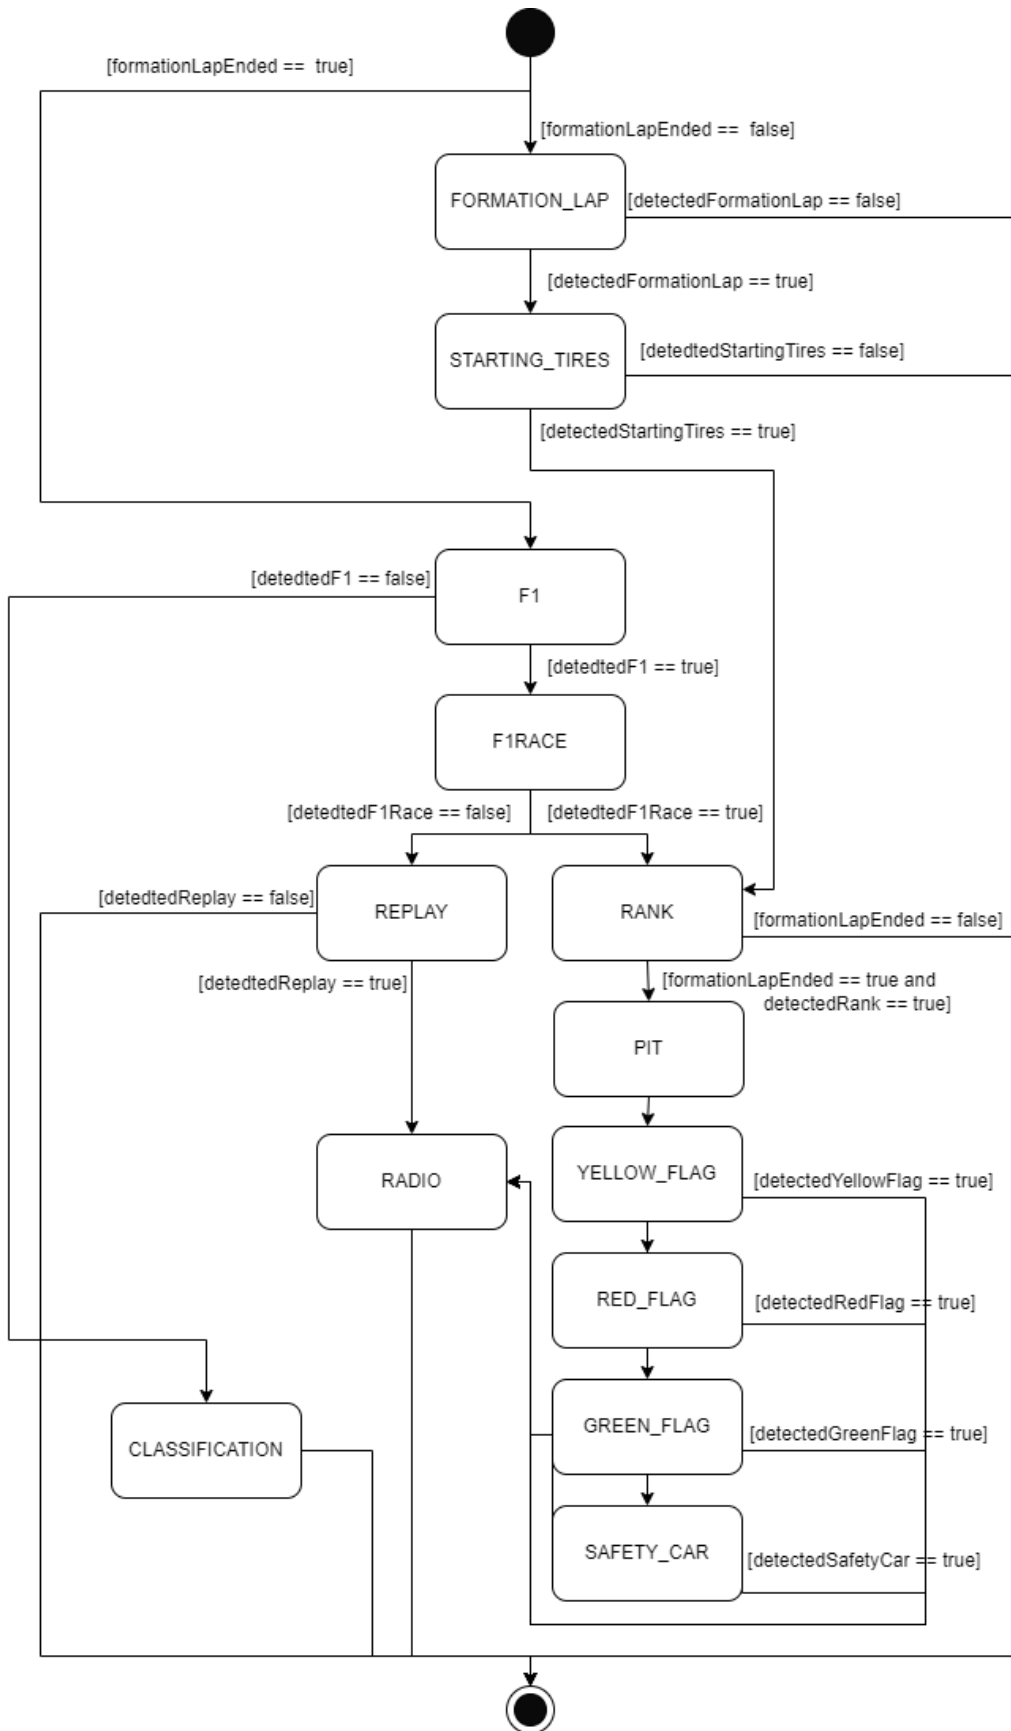 [formationLapEnded ==  true]
[formationLapEnded ==  false]
FORMATION_LAP
[detectedFormationLap == false]
[detectedFormationLap == true]
STARTING_TIRES
[detedtedStartingTires == false]
[detectedStartingTires == true]
F1
[detedtedF1 == false]
[detedtedF1 == true]
F1RACE
[detedtedF1Race == false]
[detedtedF1Race == true]
REPLAY
[detedtedReplay == false]
[detedtedReplay == true]
RANK
[formationLapEnded == false]
[formationLapEnded == true and
detectedRank == true]
PIT
RADIO
YELLOW_FLAG
[detectedYellowFlag == true]
RED_FLAG
[detectedRedFlag == true]
GREEN_FLAG
[detectedGreenFlag == true]
CLASSIFICATION
SAFETY_CAR
[detectedSafetyCar == true]